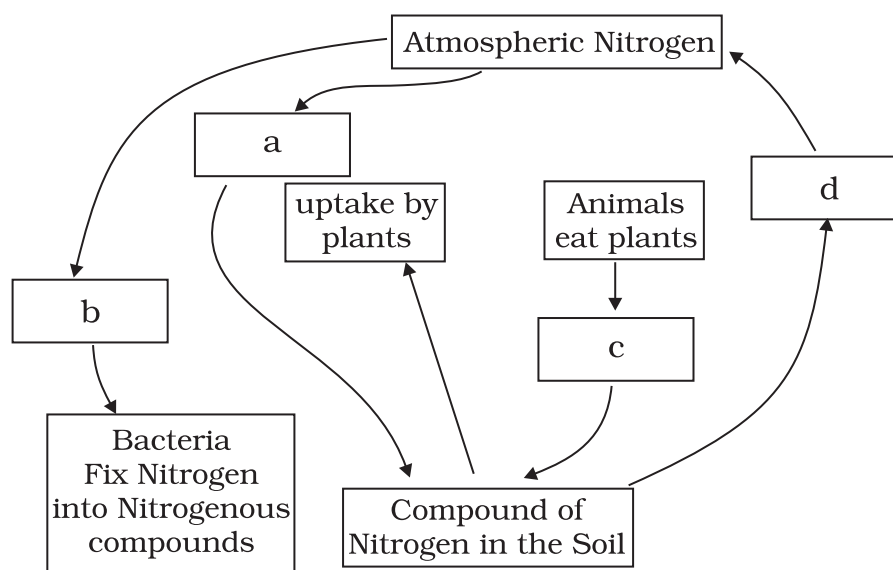 Atmospheric Nitrogen
a
uptake by
plants
Animals
eat plants
d
b
c
Bacteria
Fix Nitrogen
into Nitrogenous
compounds
Compound of
Nitrogen in the Soil